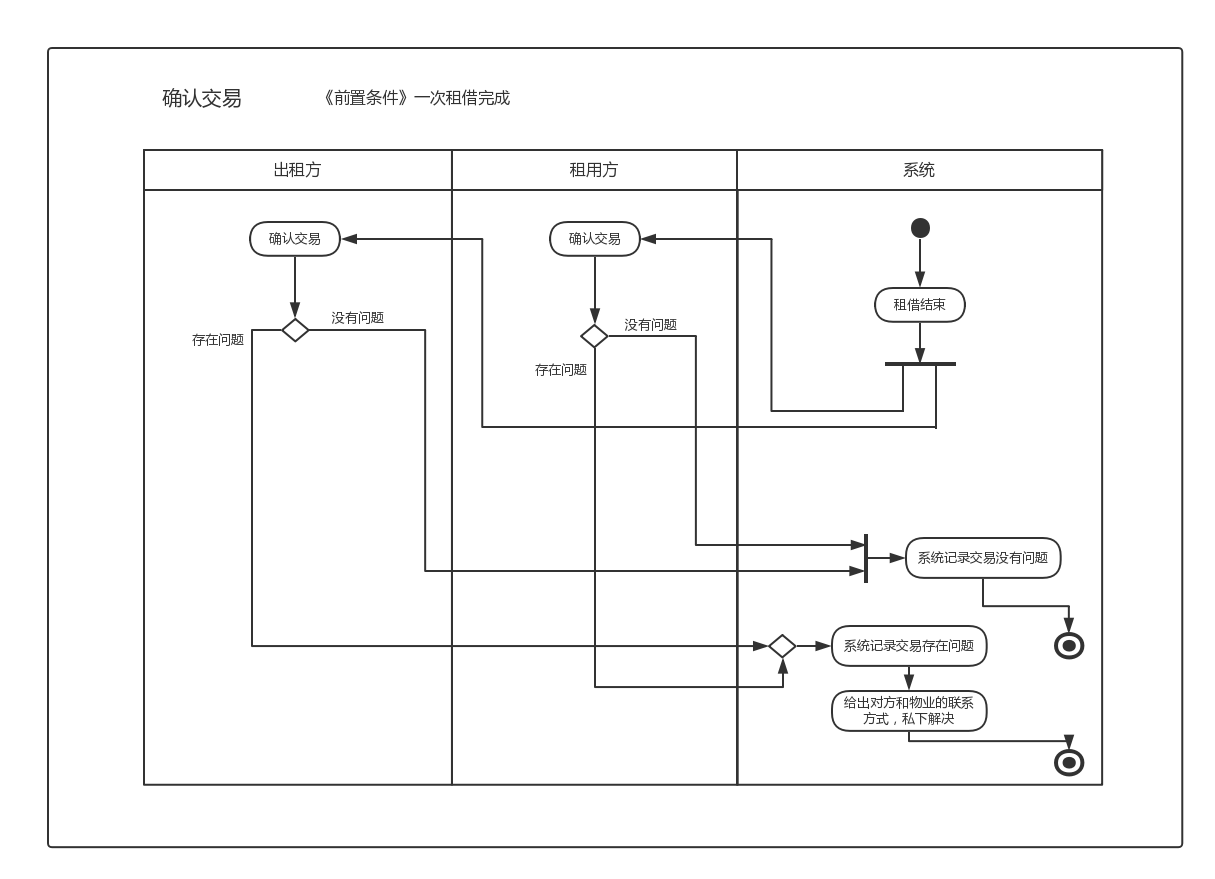 确认交易
《前置条件》一次租借完成
出租方
租用方
系统
确认交易
确认交易
租借结束
没有问题
存在问题
没有问题
存在问题
系统记录交易没有问题
系统记录交易存在问题
给出对方和物业的联系
方式，私下解决